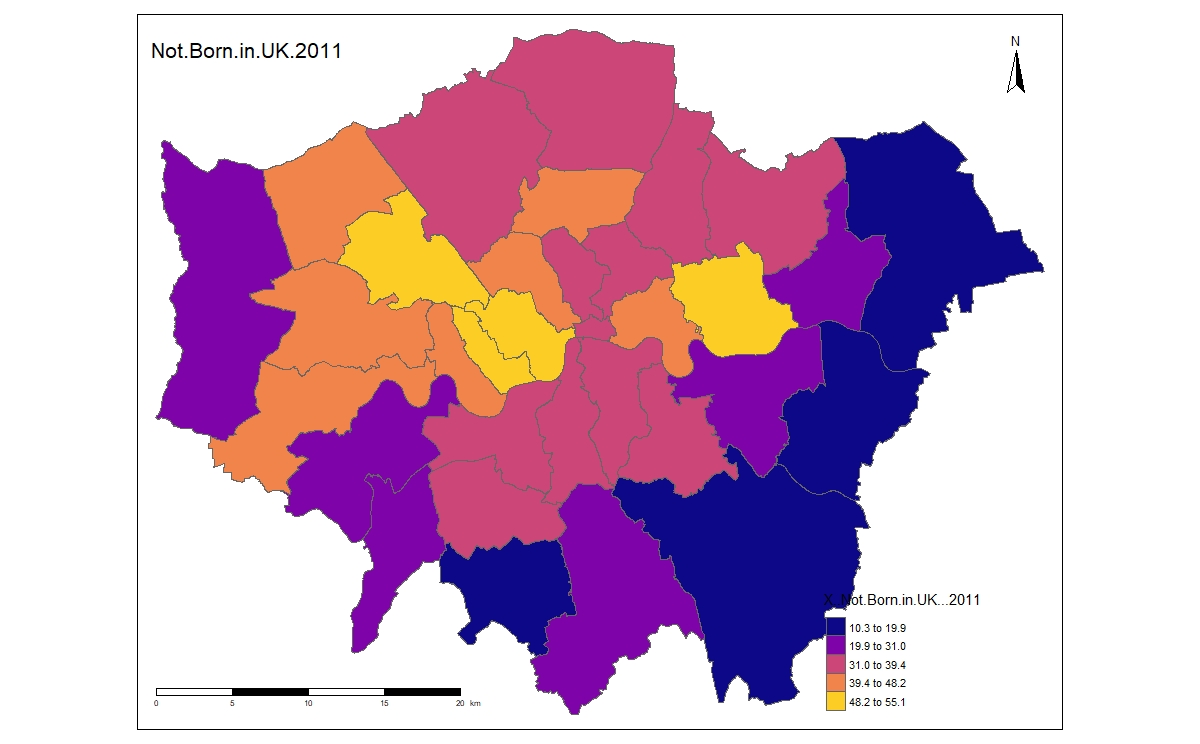 Not.Born.in.UK.2011
N
X_Not.Born.in.UK...2011
10.3 to 19.9
19.9 to 31.0
31.0 to 39.4
39.4 to 48.2
48.2 to 55.1
0 5 10 15 20 km